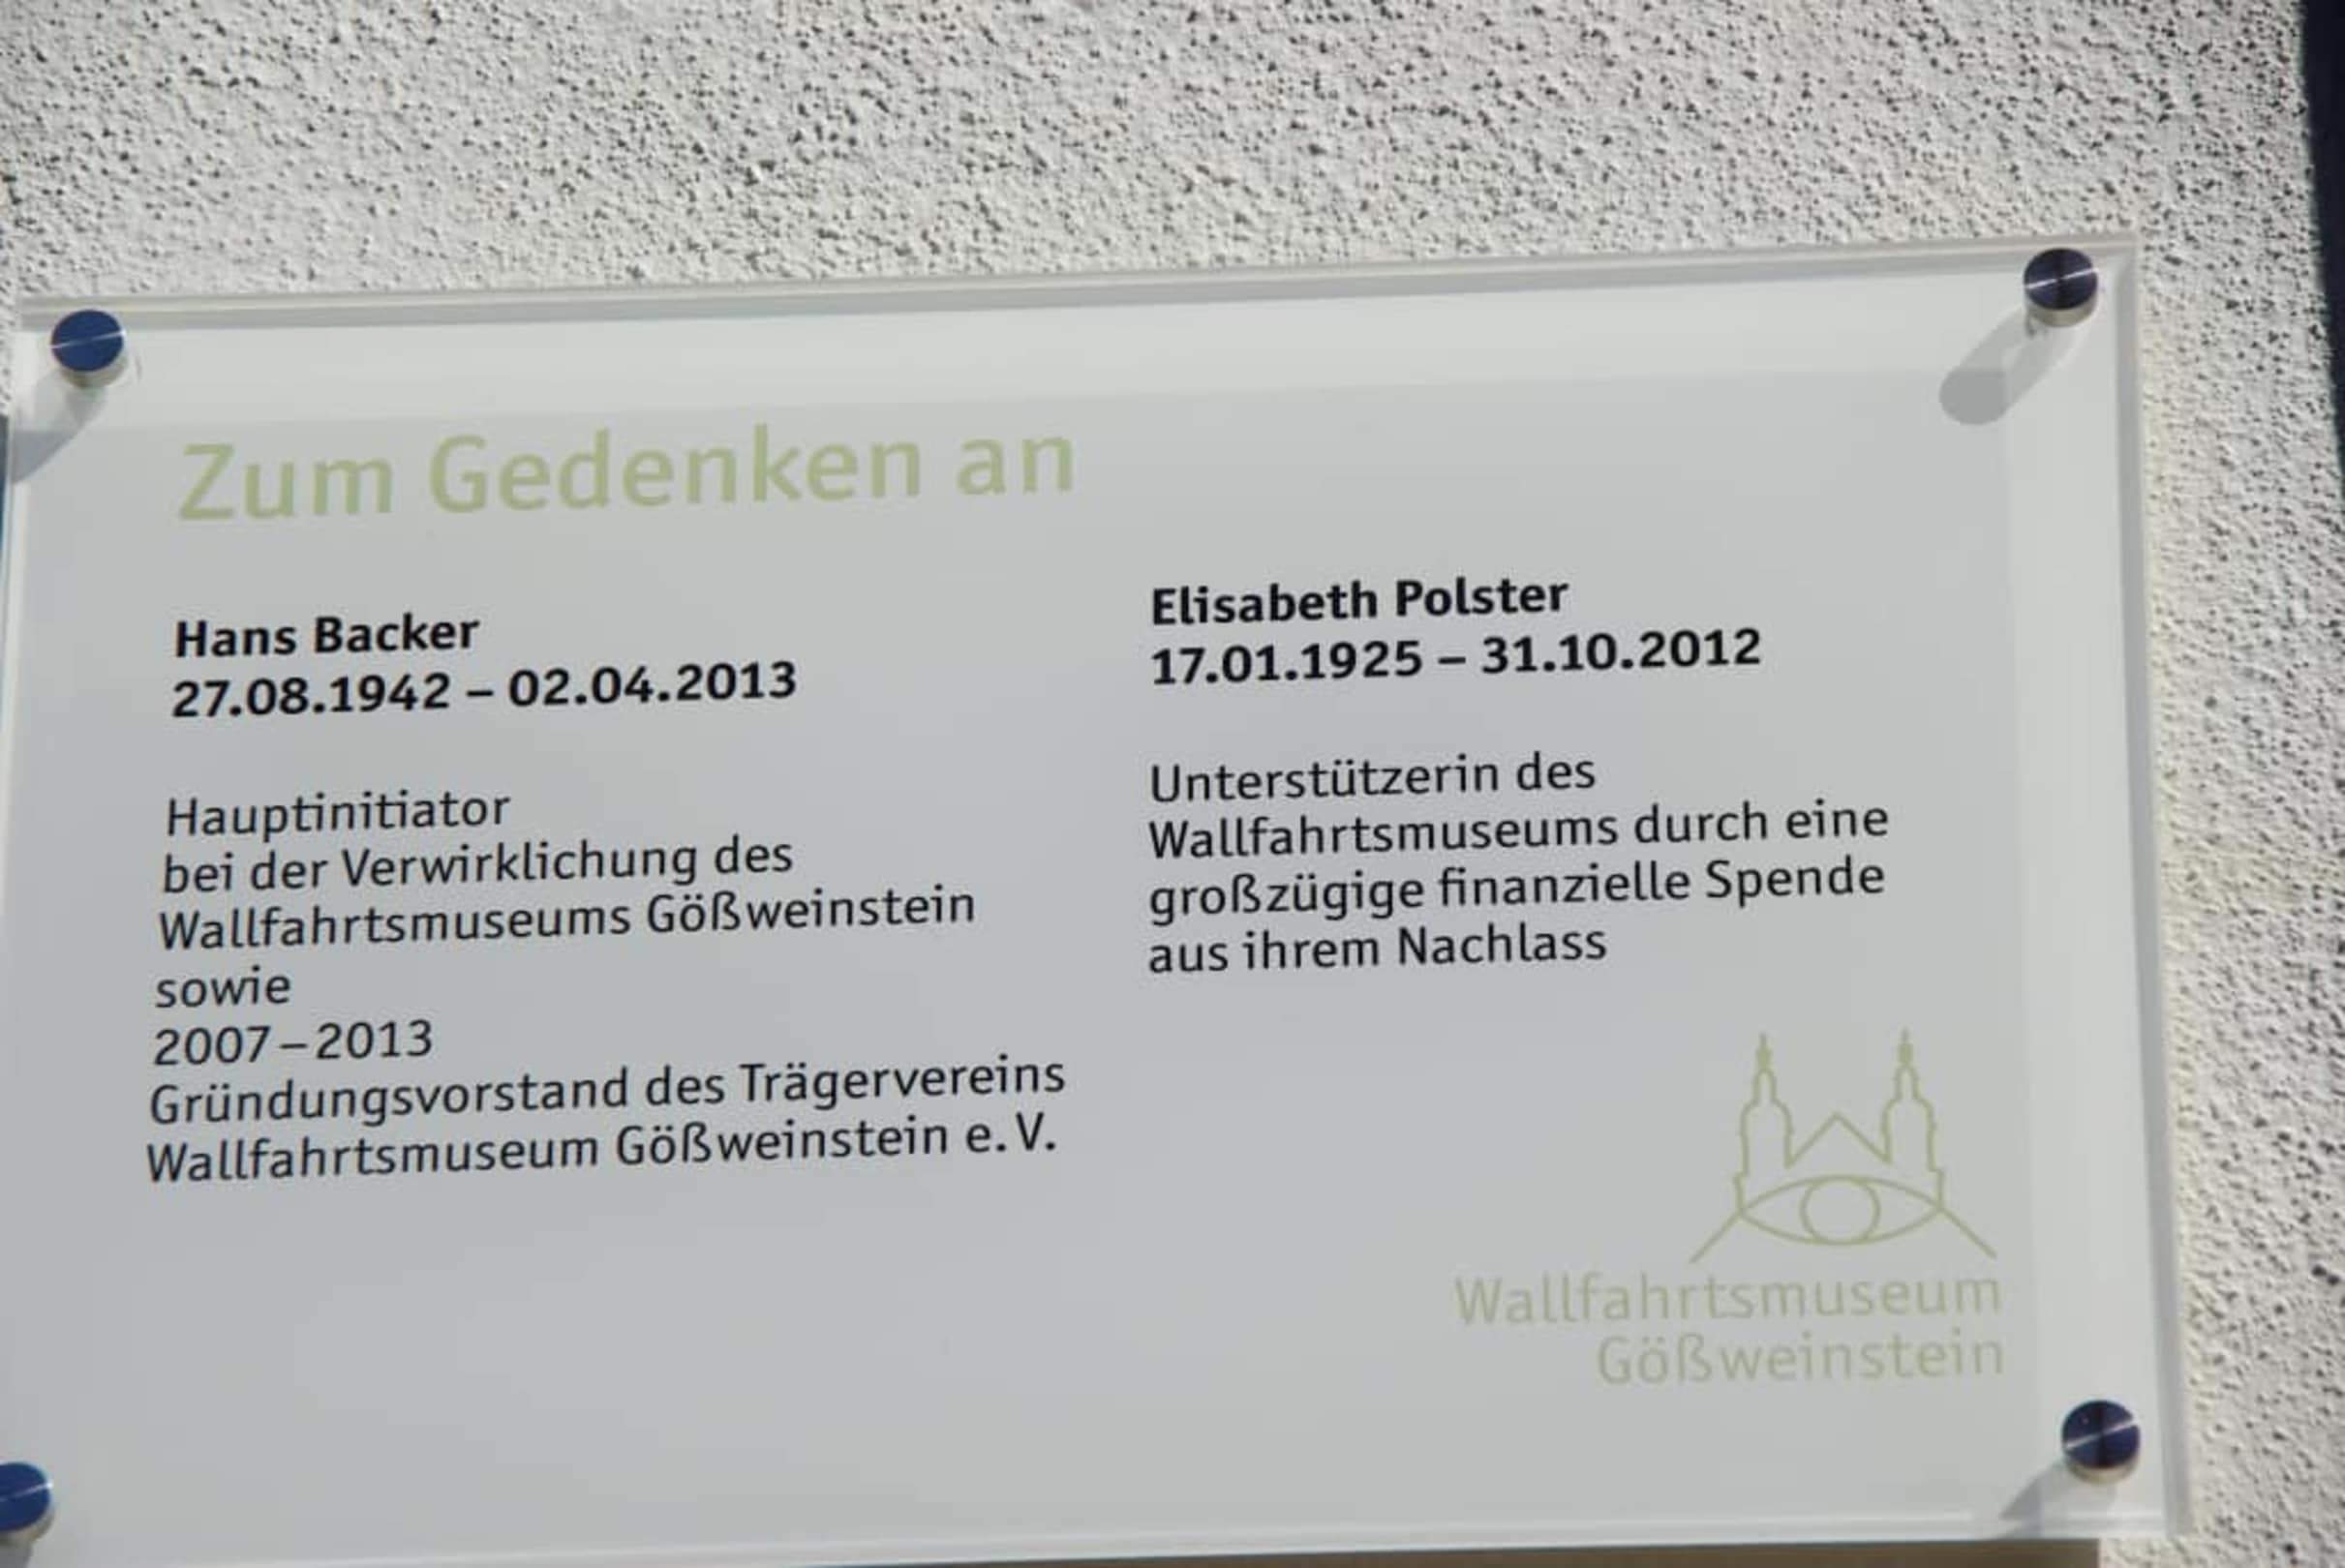 Zum Gedenken an
Hans Backer
27.08.1942 – 02.04.2013
Hauptinitiator
bei der Verwirklichung des
Wallfahrtsmuseums Gößweinstein
sowie
2007–2013
Gründungsvorstand des Trägervereins
Wallfahrtsmuseum Gößweinstein e. V.
Elisabeth Polster
17.01.1925 – 31.10.2012
Unterstützerin des
Wallfahrtsmuseums durch eine
großzügige finanzielle Spende
aus ihrem Nachlass
Wallfahrtsmuseum
Gößweinstein